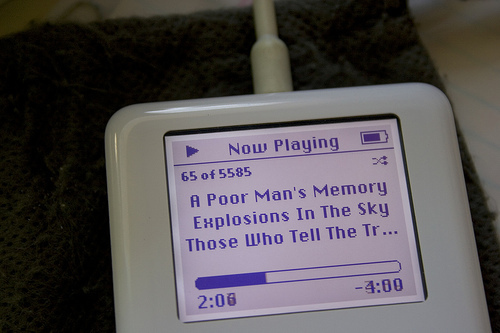 Now Playing
65 of 5585
A Poor Man's Memory
Explosions In The Sky
Those Who Tell The Tr...
2:06 -4:00